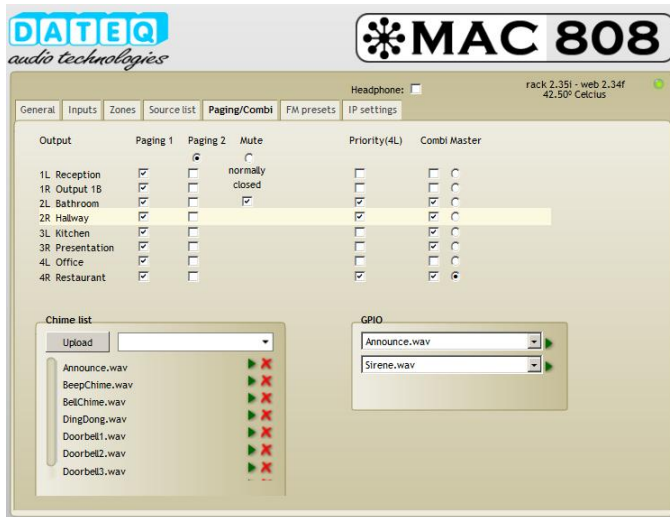 DATEQ
audio technologies
MAC 808
Headphone:
rack 2.35i - web 2.34f
42.50º Celcius
General Inputs Zones Source list Paging/Combi FM presets IP settings
Output Paging 1 Paging 2 Mute Priority(4L) Combi Master
1L Reception normally
1R Output 1B closed
2L Bathroom
2R Hallway
3L Kitchen
3R Presentation
4L Office
4R Restaurant
Chime list
Upload
Announce.wav
BeepChime.wav
BellChime.wav
DingDong.wav
Doorbell1.wav
Doorbell2.wav
Doorbell3.wav
GPIO
Announce.wav
Sirene.wav